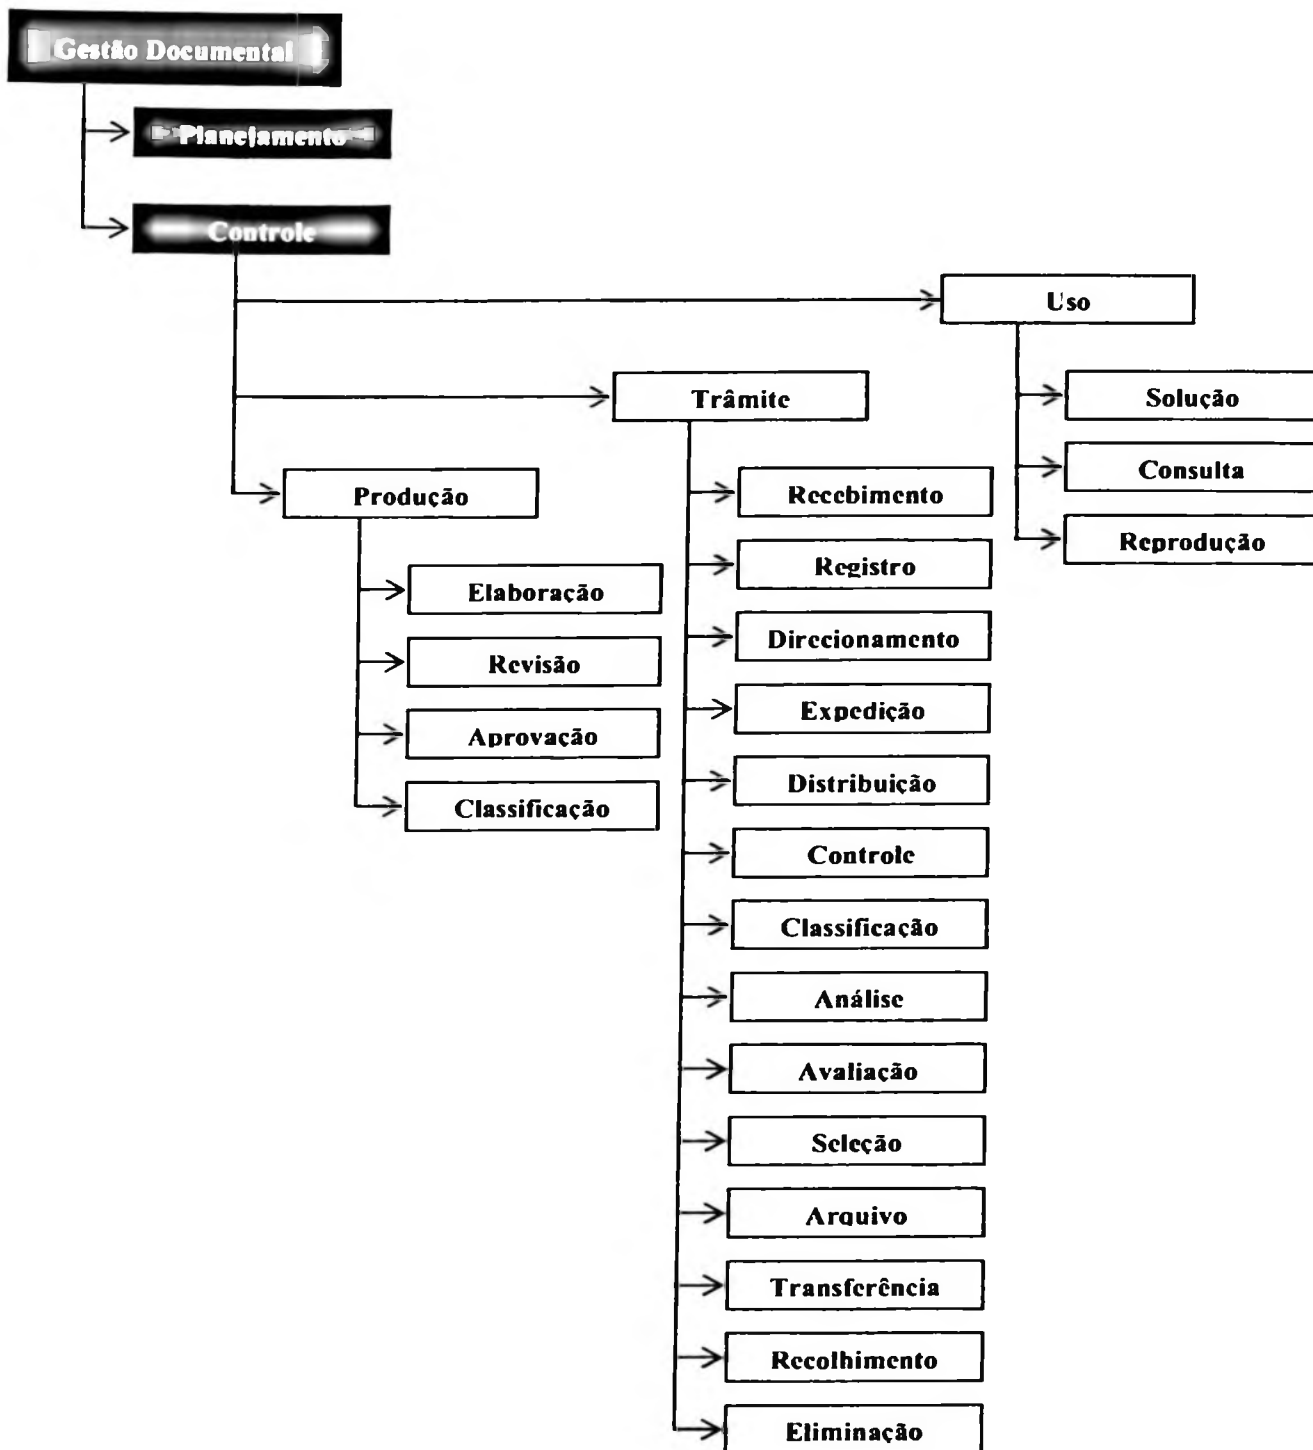 Gestão Documental
Planejamento
Controle
Uso
Solução
Consulta
Reprodução
Trâmite
Recebimento
Registro
Direcionamento
Expedição
Distribuição
Controle
Classificação
Análise
Avaliação
Seleção
Arquivo
Transferência
Recolhimento
Eliminação
Produção
Elaboração
Revisão
Aprovação
Classificação